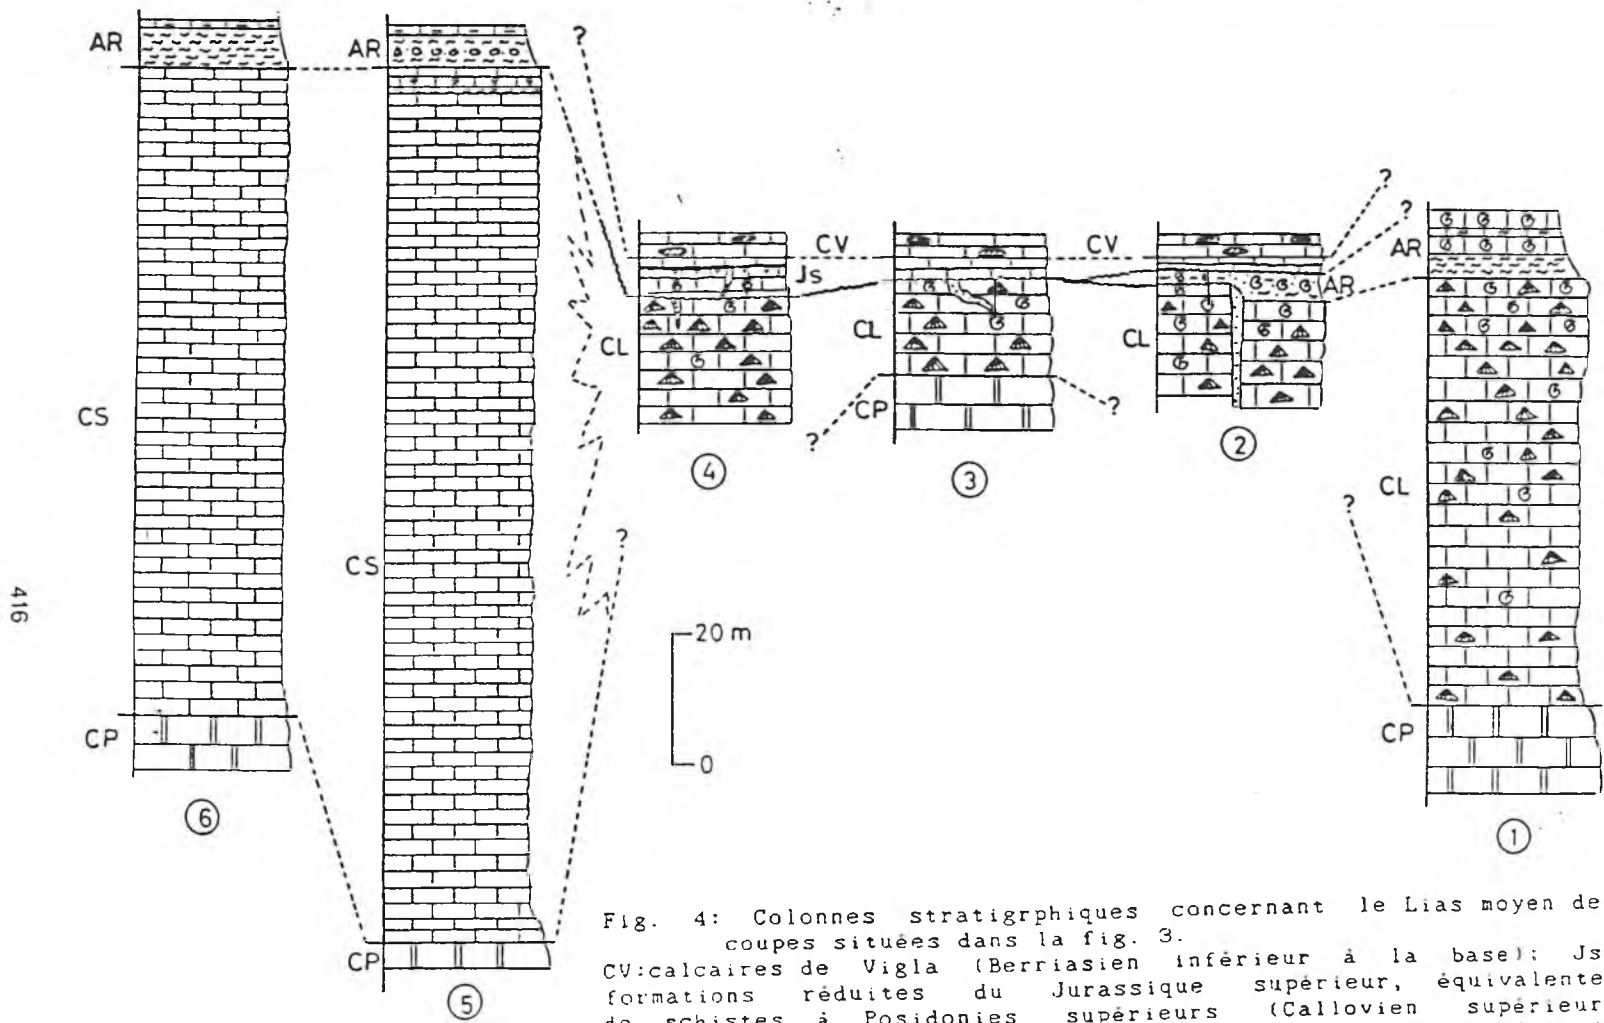 AR
AR
?
?
?
AR
CV
CV
Js
AR
CL
CL
CL
CS
CP
?
?
④
③
②
CL
?
CS
?
20 m
0
416
CP
CP
⑥
①
CP
⑤
Fig. 4: Colonnes stratigrphiques concernant le Lias moyen de
coupes situées dans la fig. 3.
CV:calcaires de Vigla (Berriasien inférieur à la base); Js
formations réduites du Jurassique supérieur, équivalente
de schistes à Posidonies supérieurs (Callovien supérieur